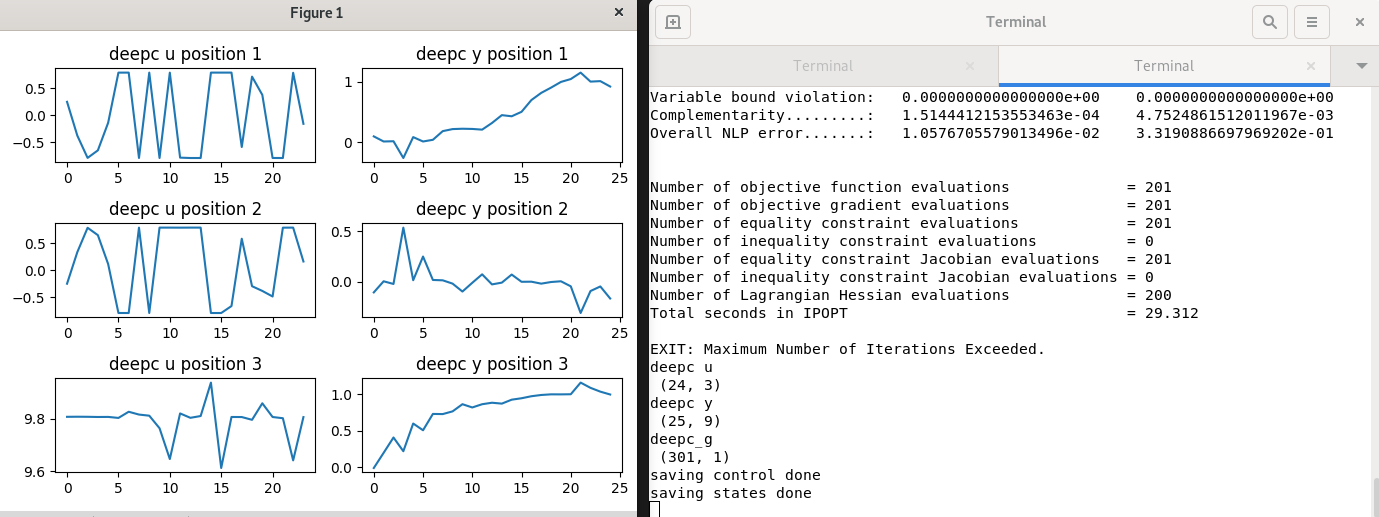 Figure 1
×
deepc u position 1
0.5
0.0
−0.5
0 5 10 15 20
deepc y position 1
1
0
0 5 10 15 20 25
deepc u position 2
0.5
0.0
−0.5
0 5 10 15 20
deepc y position 2
0.5
0.0
0 5 10 15 20 25
deepc u position 3
9.8
9.6
0 5 10 15 20
deepc y position 3
1.0
0.5
0.0
0 5 10 15 20 25
Terminal
Terminal
Terminal
Variable bound violation: 0.0000000000000000e+00 0.0000000000000000e+00
Complementarity.........: 1.5144412153553463e-04 4.7524861512011967e-03
Overall NLP error.......: 1.0576705579013496e-02 3.3190886697969202e-01
Number of objective function evaluations = 201
Number of objective gradient evaluations = 201
Number of equality constraint evaluations = 201
Number of inequality constraint evaluations = 0
Number of equality constraint Jacobian evaluations = 201
Number of inequality constraint Jacobian evaluations = 0
Number of Lagrangian Hessian evaluations = 200
Total seconds in IPOPT = 29.312
EXIT: Maximum Number of Iterations Exceeded.
deepc u
(24, 3)
deepc y
(25, 9)
deepc_g
(301, 1)
saving control done
saving states done